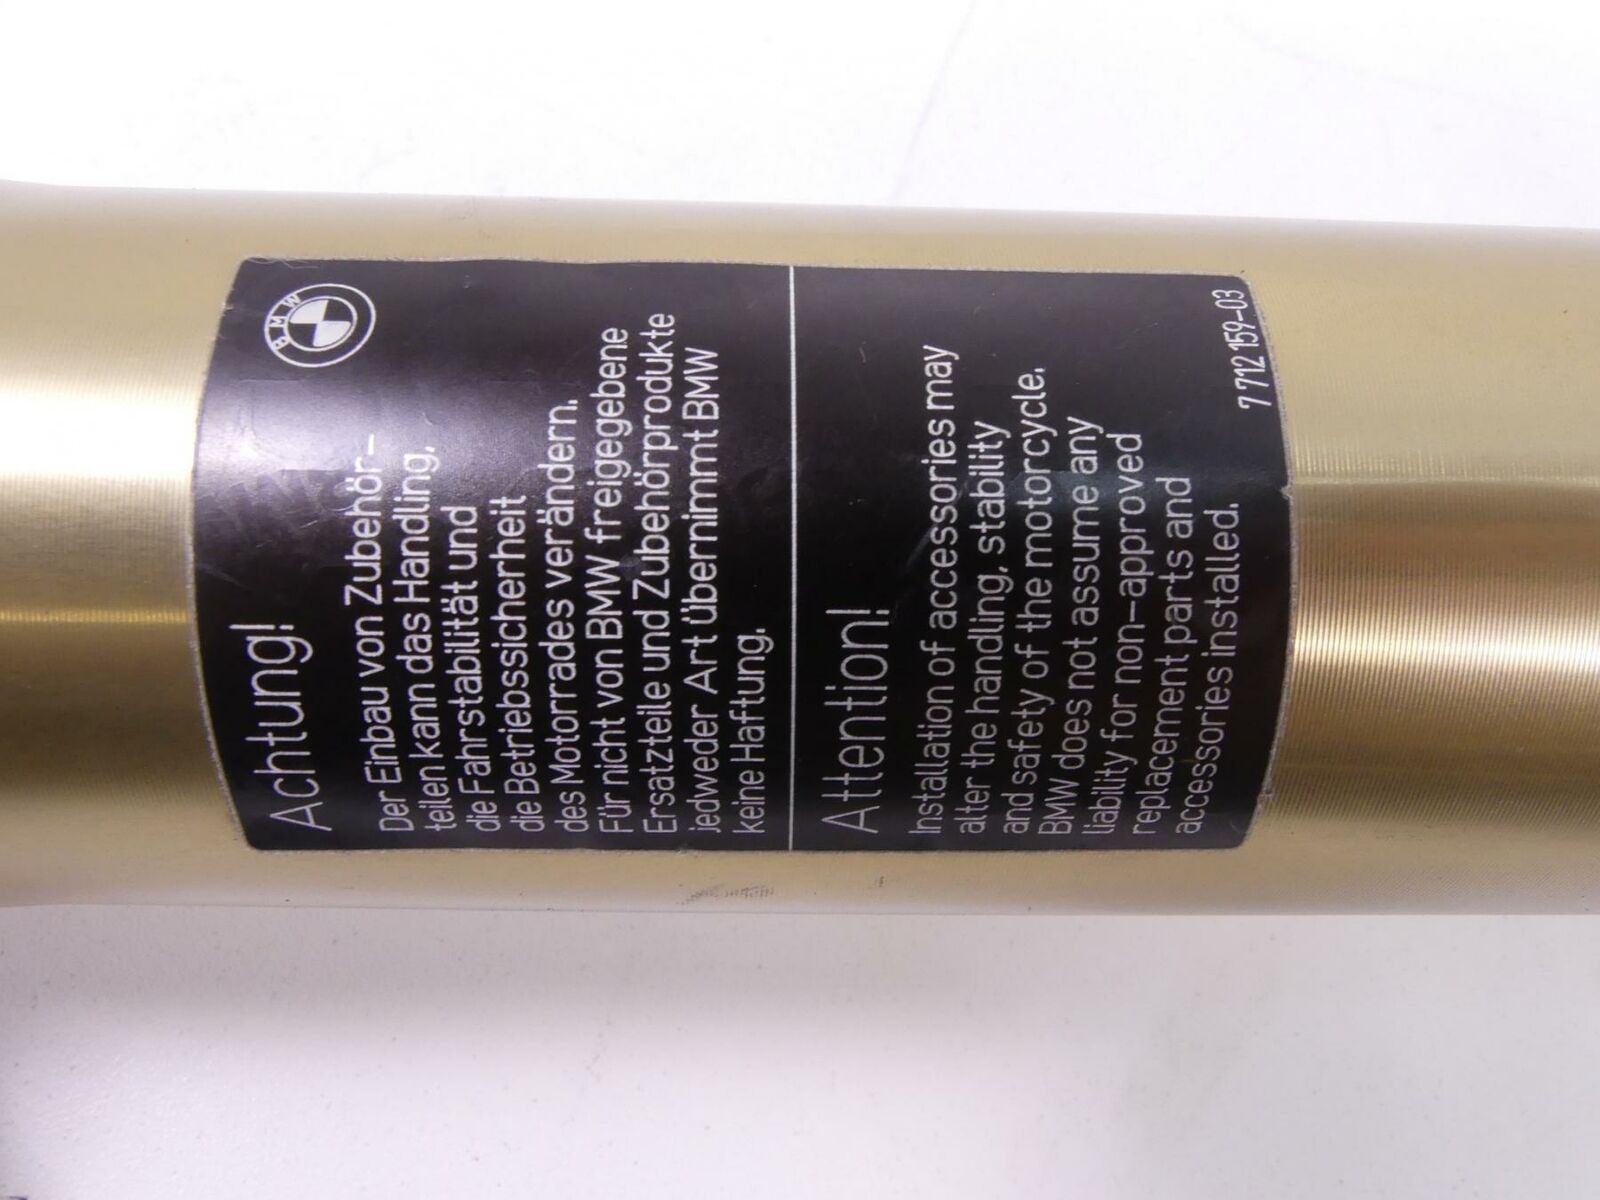 BMW
Achtung!
Der Einbau von Zubehör-
teilen kann das Handling,
die Fahrstabilität und
die Betriebssicherheit
des Motorrades verändern.
Für nicht von BMW freigegebene
Ersatzteile und Zubehörprodukte
jedweder Art übernimmt BMW
keine Haftung.
Attention!
Installation of accessories may
alter the handling, stability
and safety of the motorcycle.
BMW does not assume any
liability for non-approved
replacement parts and
accessories installed.
7 712 159-03